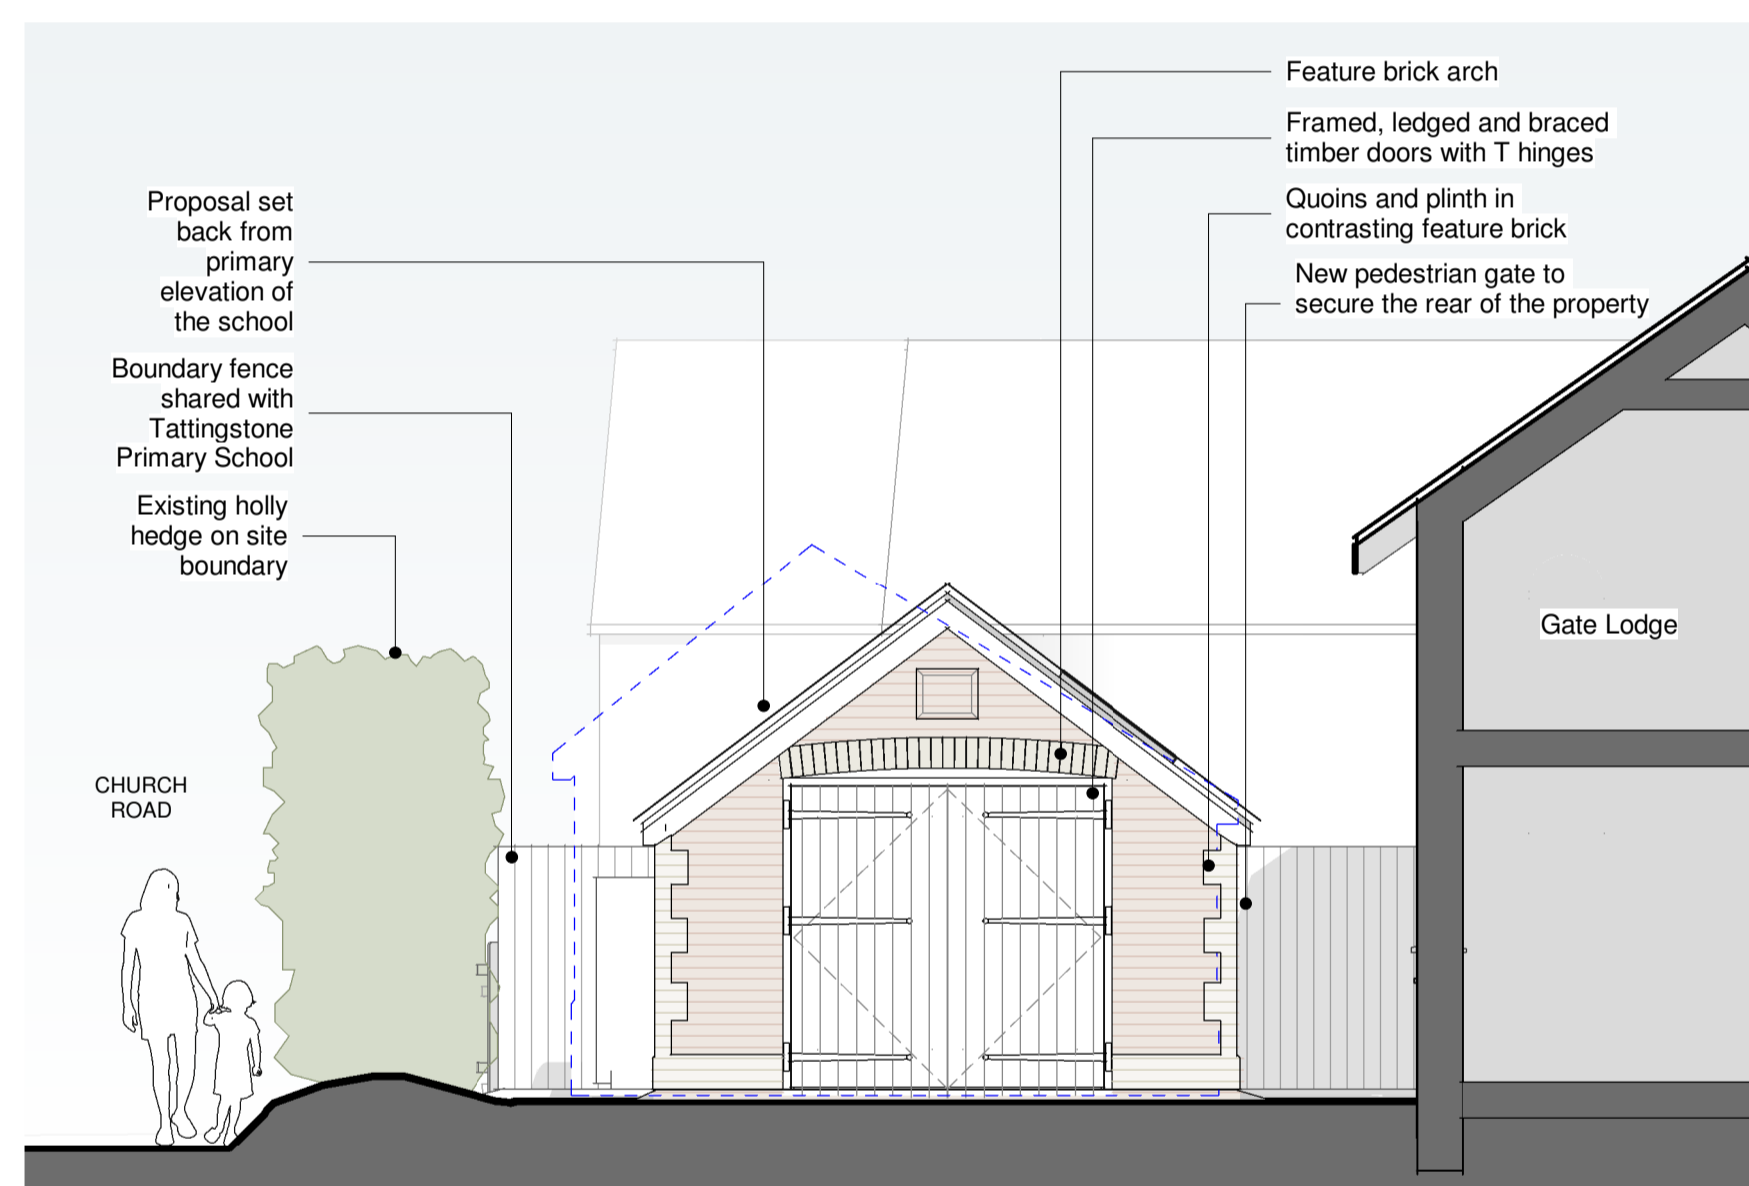 Feature brick arch
Framed, ledged and braced
timber doors with T hinges
Quoins and plinth in
contrasting feature brick
New pedestrian gate to
secure the rear of the property
Proposal set
back from
primary
elevation of
the school
Boundary fence
shared with
Tattingstone
Primary School
Existing holly
hedge on site
boundary
Gate Lodge
CHURCH
ROAD